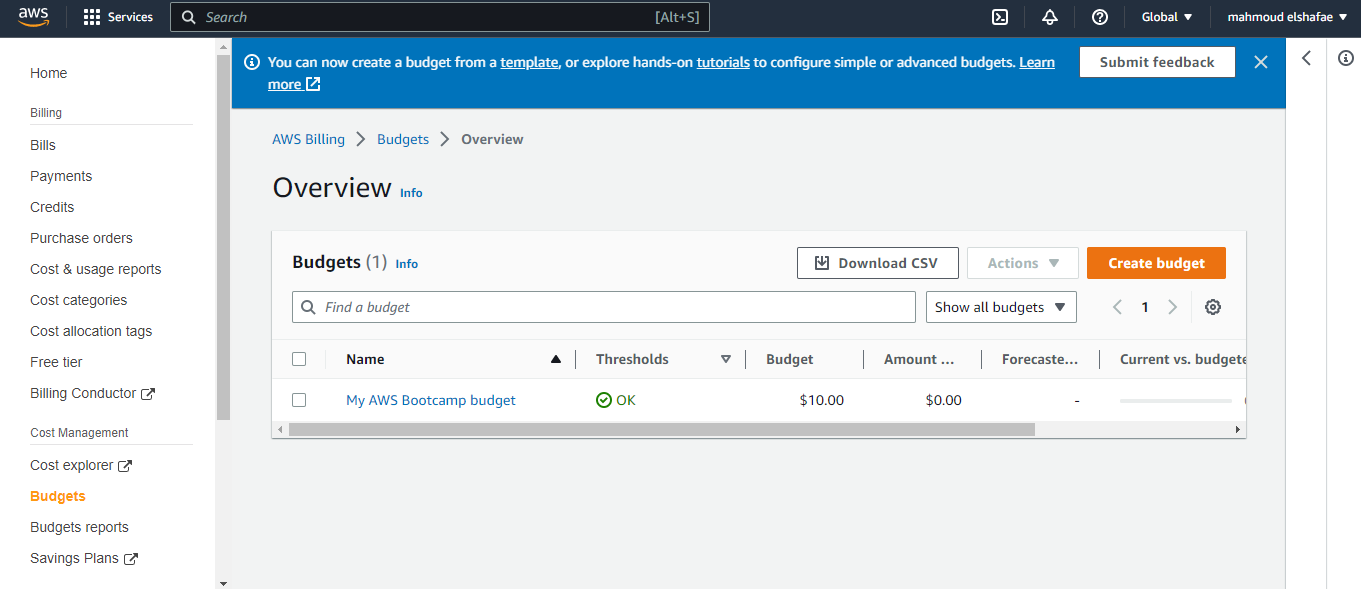 aws
Services
Search
[Alt+S]
Global
mahmoud elshafae
Home
Billing
Bills
Payments
Credits
Purchase orders
Cost & usage reports
Cost categories
Cost allocation tags
Free tier
Billing Conductor
Cost Management
Cost explorer
Budgets
Budgets reports
Savings Plans
You can now create a budget from a template, or explore hands-on tutorials to configure simple or advanced budgets. Learn
more
Submit feedback
AWS Billing > Budgets > Overview
Overview Info
Budgets (1) Info
Download CSV
Actions
Create budget
Find a budget
Show all budgets
1
Name Thresholds Budget Amount ... Forecaste... Current vs. budgete
My AWS Bootcamp budget OK $10.00 $0.00 -